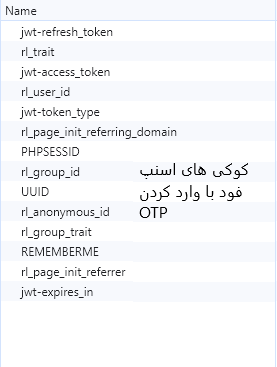 Name
jwt-refresh_token
rl_trait
jwt-access_token
rl_user_id
jwt-token_type
rl_page_init_referring_domain
PHPSESSID
rl_group_id
UUID
rl_anonymous_id
rl_group_trait
REMEMBERME
rl_page_init_referrer
jwt-expires_in
کوکی های اسنپ
فود با وارد کردن
OTP